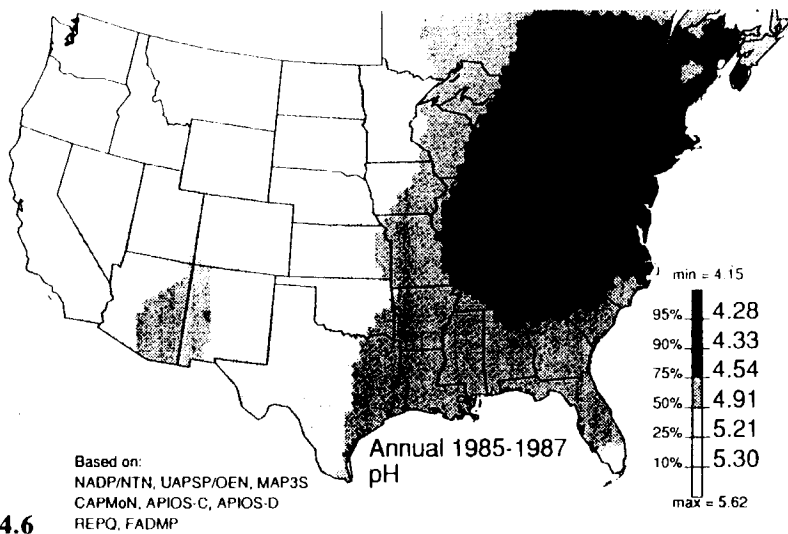 min = 4.15
95% 4.28
90% 4.33
75% 4.54
50% 4.91
25% 5.21
10% 5.30
max = 5.62
Annual 1985-1987
pH
Based on:
NADP/NTN, UAPSP/OEN, MAP3S
CAPMoN, APIOS-C, APIOS-D
REPQ, FADMP
4.6